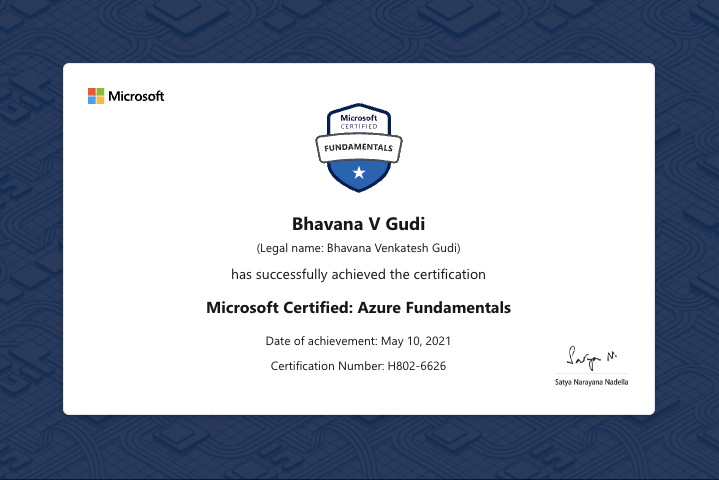 Microsoft
Microsoft
CERTIFIED
FUNDAMENTALS
Bhavana V Gudi
(Legal name: Bhavana Venkatesh Gudi)
has successfully achieved the certification
Microsoft Certified: Azure Fundamentals
Date of achievement: May 10, 2021
Certification Number: H802-6626
Satya N.
Satya Narayana Nadella